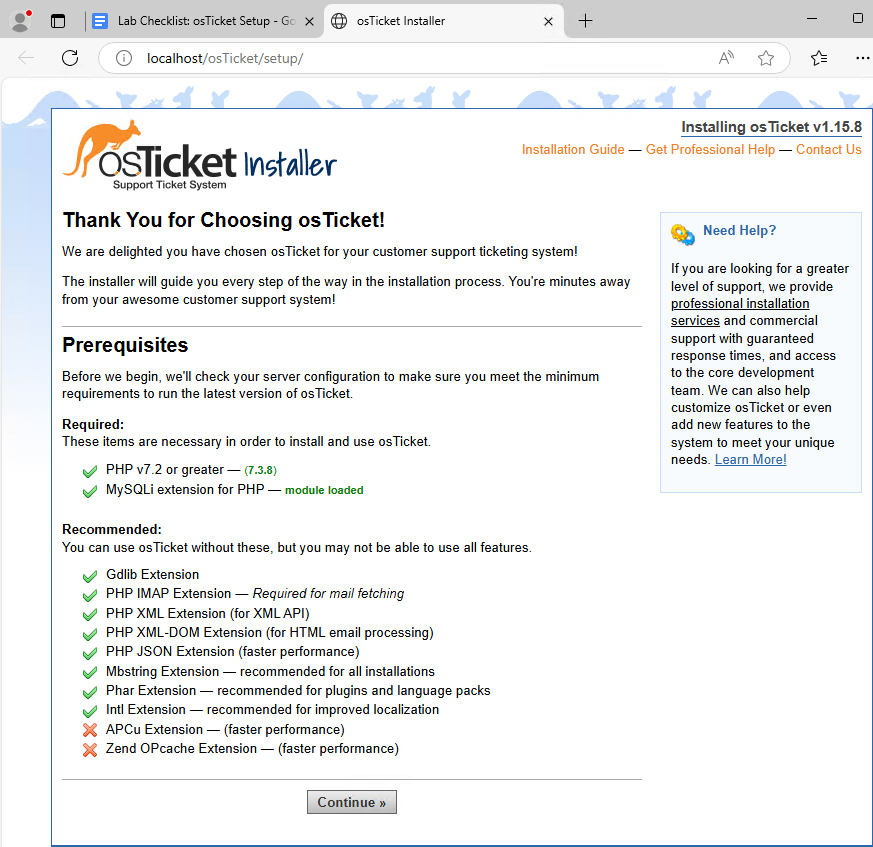 Lab Checklist: osTicket Setup - Go
osTicket Installer
localhost/osTicket/setup/
osTicket Installer
Support Ticket System
Installing osTicket v1.15.8
Installation Guide — Get Professional Help — Contact Us
Thank You for Choosing osTicket!
We are delighted you have chosen osTicket for your customer support ticketing system!
The installer will guide you every step of the way in the installation process. You're minutes away
from your awesome customer support system!
Prerequisites
Before we begin, we'll check your server configuration to make sure you meet the minimum
requirements to run the latest version of osTicket.
Required:
These items are necessary in order to install and use osTicket.
PHP v7.2 or greater — (7.3.8)
MySQLi extension for PHP — module loaded
Recommended:
You can use osTicket without these, but you may not be able to use all features.
Gdlib Extension
PHP IMAP Extension — Required for mail fetching
PHP XML Extension (for XML API)
PHP XML-DOM Extension (for HTML email processing)
PHP JSON Extension (faster performance)
Mbstring Extension — recommended for all installations
Phar Extension — recommended for plugins and language packs
Intl Extension — recommended for improved localization
APCu Extension — (faster performance)
Zend OPcache Extension — (faster performance)
Continue »
Need Help?
If you are looking for a greater
level of support, we provide
professional installation
services and commercial
support with guaranteed
response times, and access
to the core development
team. We can also help
customize osTicket or even
add new features to the
system to meet your unique
needs. Learn More!